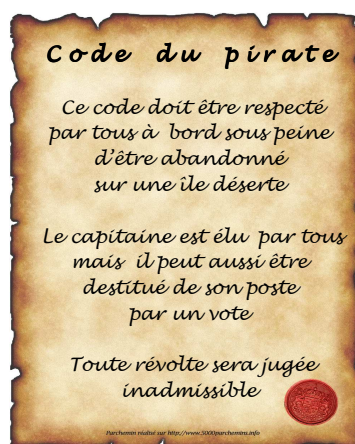 Code du pirate
Ce code doit être respecté
par tous à bord sous peine
d'être abandonné
sur une île déserte
Le capitaine est élu par tous
mais il peut aussi être
destitué de son poste
par un vote
Toute révolte sera jugée
inadmissible
Parchemin réalisé sur http://www.5000parchemins.info